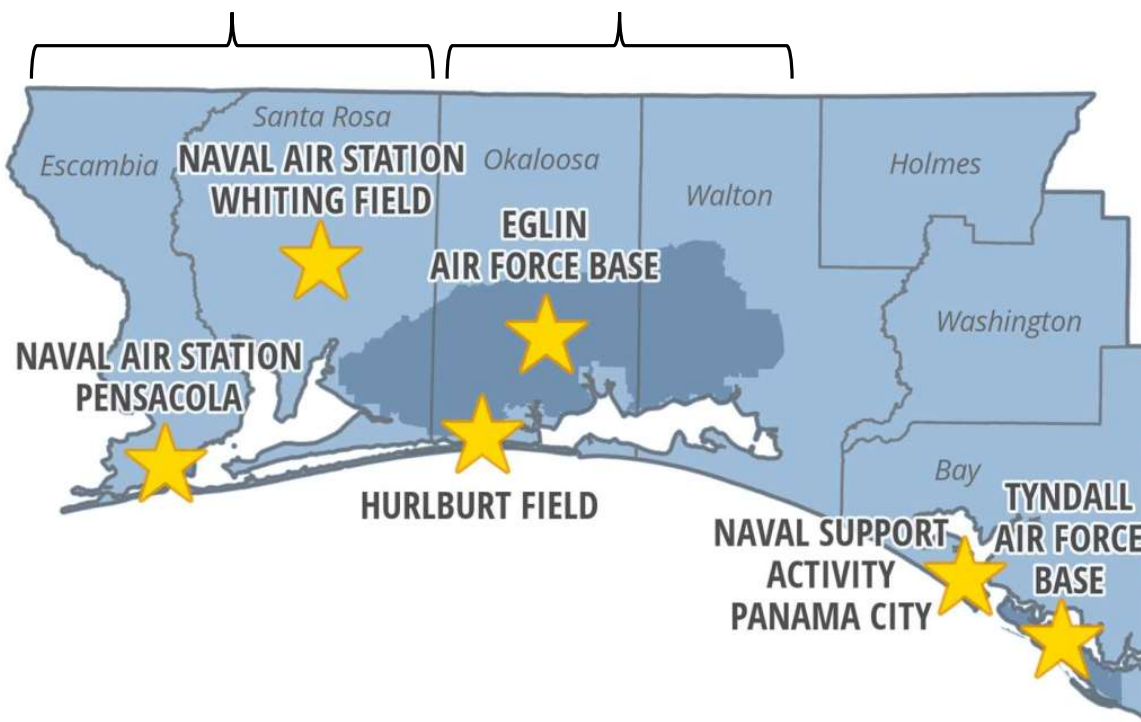 Santa Rosa
Escambia
NAVAL AIR STATION
WHITING FIELD
Okaloosa
Holmes
Walton
EGLIN
AIR FORCE BASE
Washington
NAVAL AIR STATION
PENSACOLA
HURLBURT FIELD
Bay
TYNDALL
AIR FORCE
BASE
NAVAL SUPPORT
ACTIVITY
PANAMA CITY